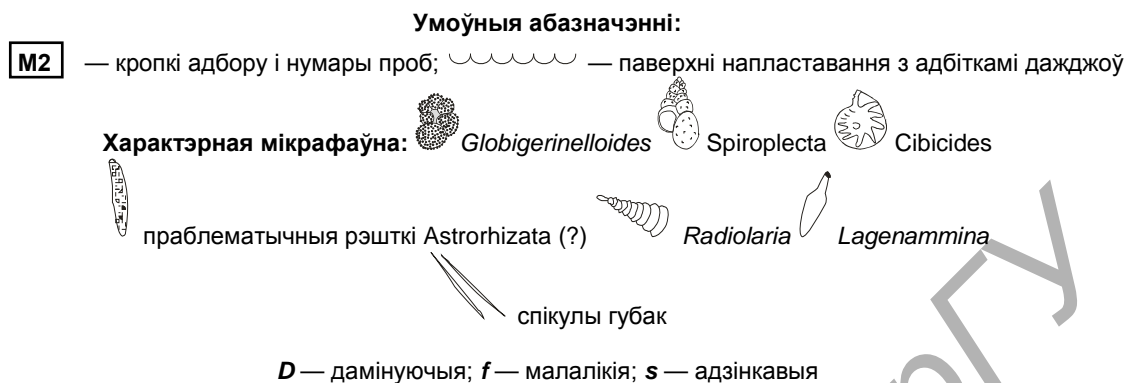 Умоўныя абазначэнні:
М2 — кропкі адбору і нумары проб; — паверхні напластавання з адбіткамі дажджоў
Характэрная мікрафаўна: Globigerinelloides Spiroplecta Cibicides
праблематычныя рэшткі Astrorhizata (?) Radiolaria Lagenammina
спікулы губак
D — дамінуючыя; f — малалікія; s — адзінкавыя